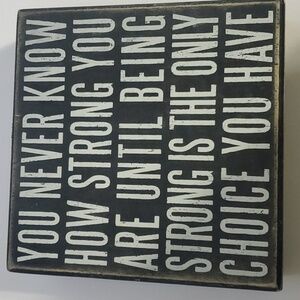 YOU NEVER KNOW
HOW STRONG YOU
ARE UNTIL BEING
STRONG IS THE ONLY
CHOICE YOU HAVE